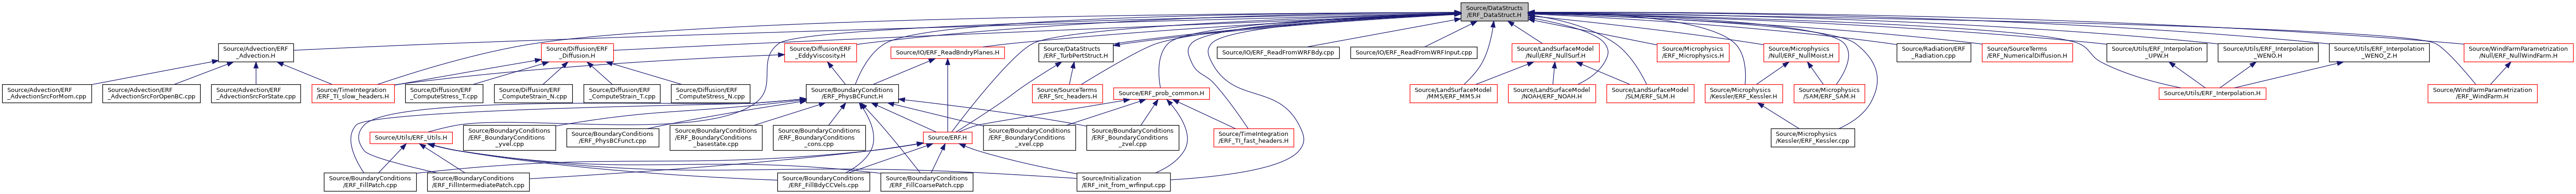 Source/DataStructs
/ERF_DataStruct.H
Source/Advection/ERF
_Advection.H
Source/Diffusion/ERF
_Diffusion.H
Source/Diffusion/ERF
_EddyViscosity.H
Source/IO/ERF_ReadBndryPlanes.H
Source/DataStructs
/ERF_TurbPertStruct.H
Source/IO/ERF_ReadFromWRFBdy.cpp
Source/IO/ERF_ReadFromWRFInput.cpp
Source/LandSurfaceModel
/Null/ERF_NullSurf.H
Source/Microphysics
/ERF_Microphysics.H
Source/Microphysics
/Null/ERF_NullMoist.H
Source/Radiation/ERF
_Radiation.cpp
Source/SourceTerms
/ERF_NumericalDiffusion.H
Source/Utils/ERF_Interpolation
_UPW.H
Source/Utils/ERF_Interpolation
_WENO.H
Source/Utils/ERF_Interpolation
_WENO_Z.H
Source/WindFarmParametrization
/Null/ERF_NullWindFarm.H
Source/Advection/ERF
_AdvectionSrcForMom.cpp
Source/Advection/ERF
_AdvectionSrcForOpenBC.cpp
Source/Advection/ERF
_AdvectionSrcForState.cpp
Source/TimeIntegration
/ERF_TI_slow_headers.H
Source/Diffusion/ERF
_ComputeStress_T.cpp
Source/Diffusion/ERF
_ComputeStrain_N.cpp
Source/Diffusion/ERF
_ComputeStrain_T.cpp
Source/Diffusion/ERF
_ComputeStress_N.cpp
Source/BoundaryConditions
/ERF_PhysBCFunct.H
Source/SourceTerms
/ERF_Src_headers.H
Source/ERF_prob_common.H
Source/LandSurfaceModel
/MM5/ERF_MM5.H
Source/LandSurfaceModel
/NOAH/ERF_NOAH.H
Source/LandSurfaceModel
/SLM/ERF_SLM.H
Source/Microphysics
/Kessler/ERF_Kessler.H
Source/Microphysics
/SAM/ERF_SAM.H
Source/Utils/ERF_Interpolation.H
Source/WindFarmParametrization
/ERF_WindFarm.H
Source/Utils/ERF_Utils.H
Source/BoundaryConditions
/ERF_BoundaryConditions
_yvel.cpp
Source/BoundaryConditions
/ERF_PhysBCFunct.cpp
Source/BoundaryConditions
/ERF_BoundaryConditions
_basestate.cpp
Source/BoundaryConditions
/ERF_BoundaryConditions
_cons.cpp
Source/ERF.H
Source/BoundaryConditions
/ERF_BoundaryConditions
_xvel.cpp
Source/BoundaryConditions
/ERF_BoundaryConditions
_zvel.cpp
Source/TimeIntegration
/ERF_TI_fast_headers.H
Source/Microphysics
/Kessler/ERF_Kessler.cpp
Source/BoundaryConditions
/ERF_FillPatch.cpp
Source/BoundaryConditions
/ERF_FillIntermediatePatch.cpp
Source/BoundaryConditions
/ERF_FillBdyCCVels.cpp
Source/BoundaryConditions
/ERF_FillCoarsePatch.cpp
Source/Initialization
/ERF_init_from_wrfinput.cpp